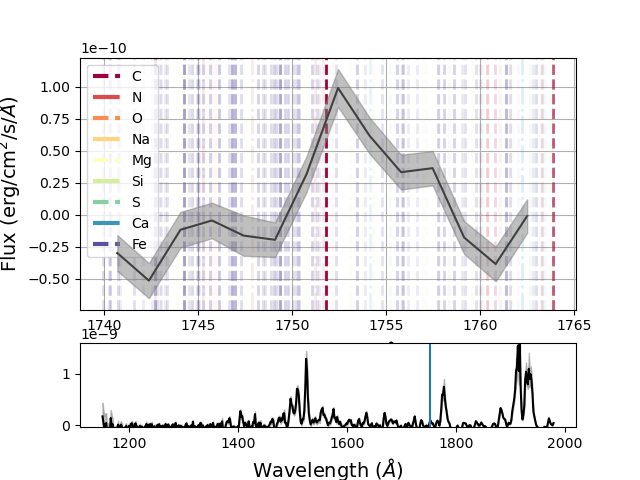 1e−10
Flux (erg/cm²/s/Å)
1.00
0.75
0.50
0.25
0.00
−0.25
−0.50
C
N
O
Na
Mg
Si
S
Ca
Fe
1740 1745 1750 1755 1760 1765
1e−9
1
0
1200 1400 1600 1800 2000
Wavelength (Å)